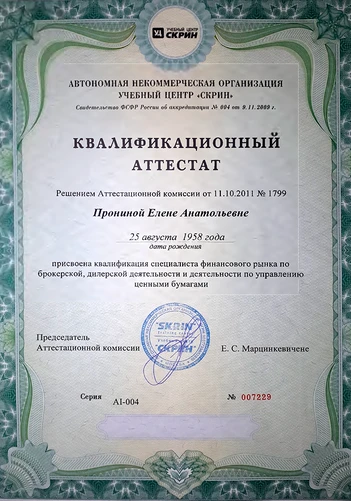 УЦ УЧЕБНЫЙ ЦЕНТР
СКРИН
АВТОНОМНАЯ НЕКОММЕРЧЕСКАЯ ОРГАНИЗАЦИЯ
УЧЕБНЫЙ ЦЕНТР «СКРИН»
Свидетельство ФСФР России об аккредитации № 004 от 9.11.2009 г.
КВАЛИФИКАЦИОННЫЙ
АТТЕСТАТ
Решением Аттестационной комиссии от 11.10.2011 № 1799
Прониной Елене Анатольевне
25 августа 1958 года
дата рождения
присвоена квалификация специалиста финансового рынка по
брокерской, дилерской деятельности и деятельности по управлению
ценными бумагами
"SKRIN"
"СКРИН"
Председатель
Аттестационной комиссии
Е. С. Марцинкевичене
Серия
AI-004
№ 007229